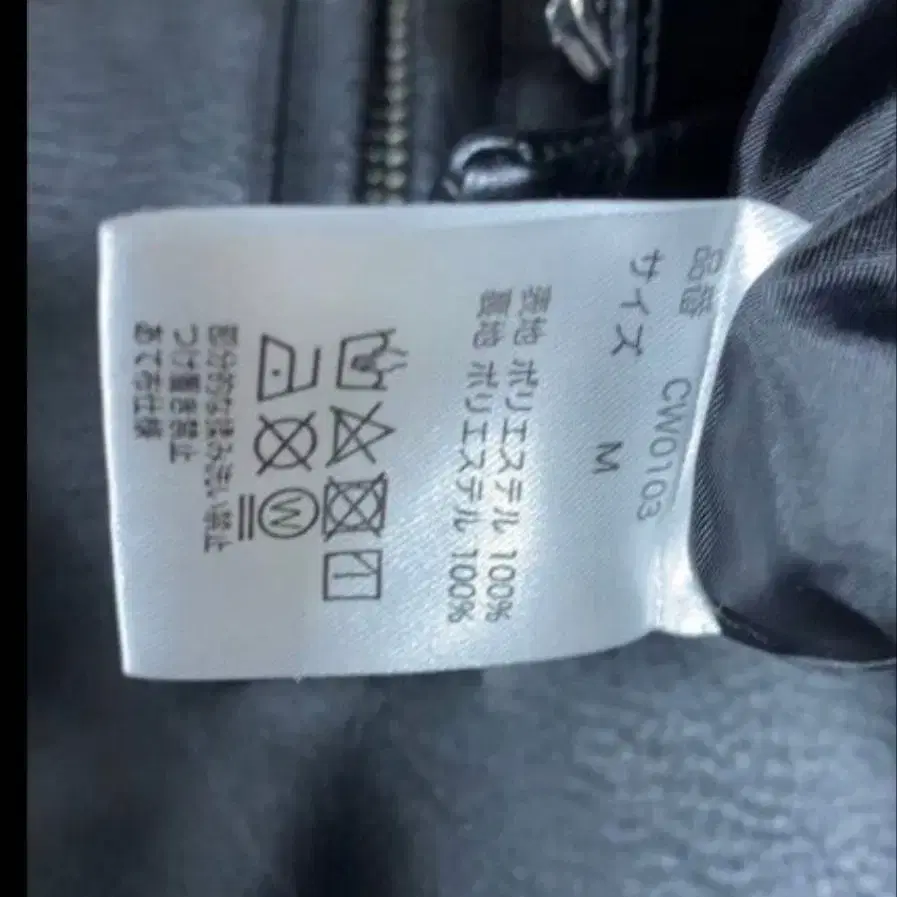 品番 CW0103
サイズ M
表地 ポリエステル 100%
裏地 ポリエステル 100%
W
部分的な揉み洗い禁止
つけ置き禁止
あて布仕様